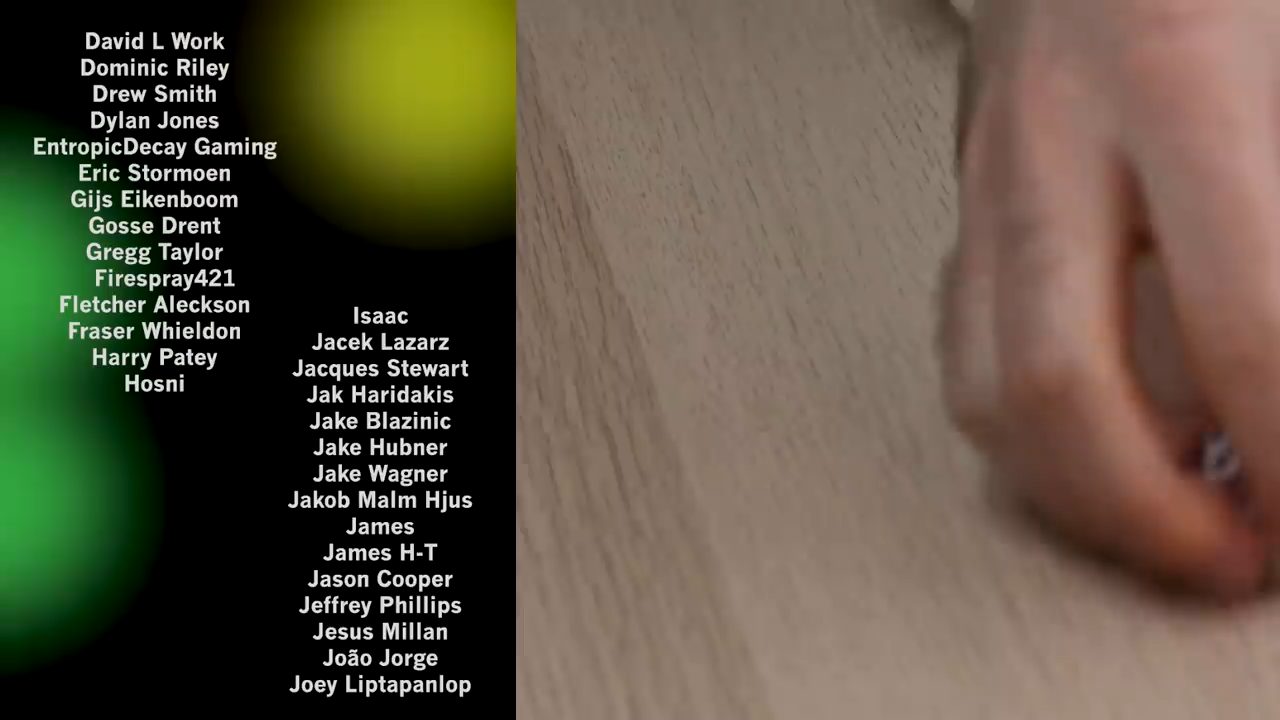 David L Work
Dominic Riley
Drew Smith
Dylan Jones
EntropicDecay Gaming
Eric Stormoen
Gijs Eikenboom
Gosse Drent
Gregg Taylor
Firespray421
Fletcher Aleckson
Fraser Whieldon
Harry Patey
Hosni
Isaac
Jacek Lazarz
Jacques Stewart
Jak Haridakis
Jake Blazinic
Jake Hubner
Jake Wagner
Jakob Malm Hjus
James
James H-T
Jason Cooper
Jeffrey Phillips
Jesus Millan
João Jorge
Joey Liptapanlop